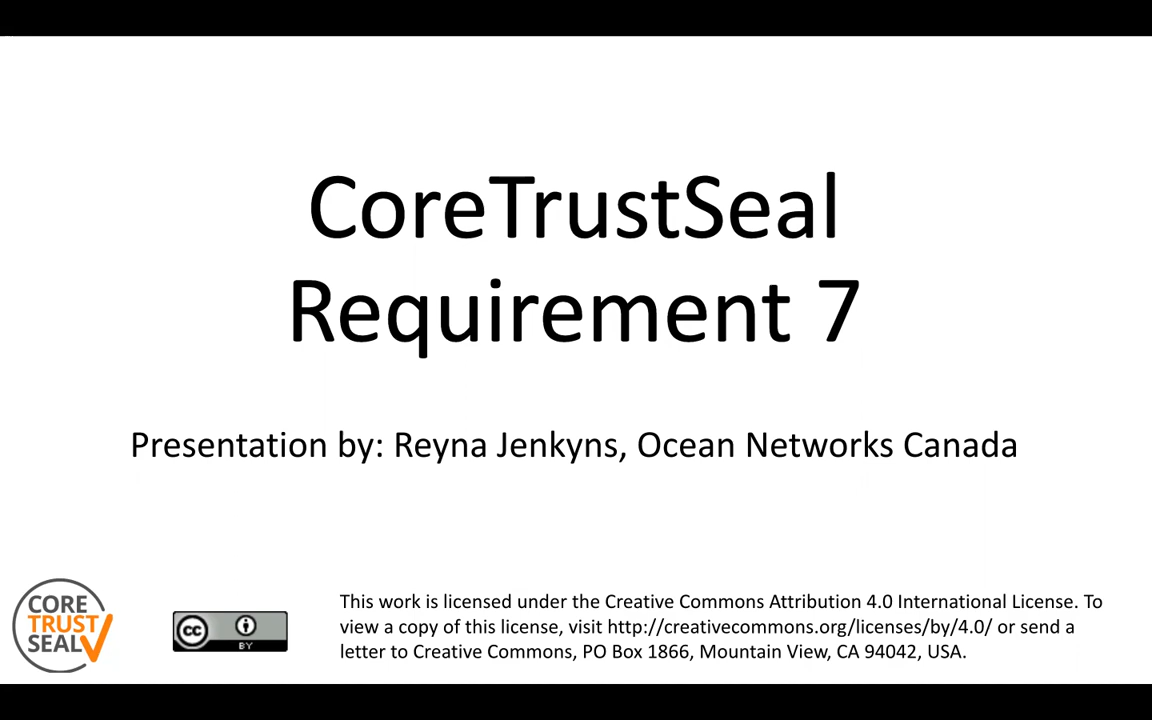 CoreTrustSeal
Requirement 7
Presentation by: Reyna Jenkyns, Ocean Networks Canada
CORE
TRUST
SEAL
cc
BY
This work is licensed under the Creative Commons Attribution 4.0 International License. To
view a copy of this license, visit http://creativecommons.org/licenses/by/4.0/ or send a
letter to Creative Commons, PO Box 1866, Mountain View, CA 94042, USA.